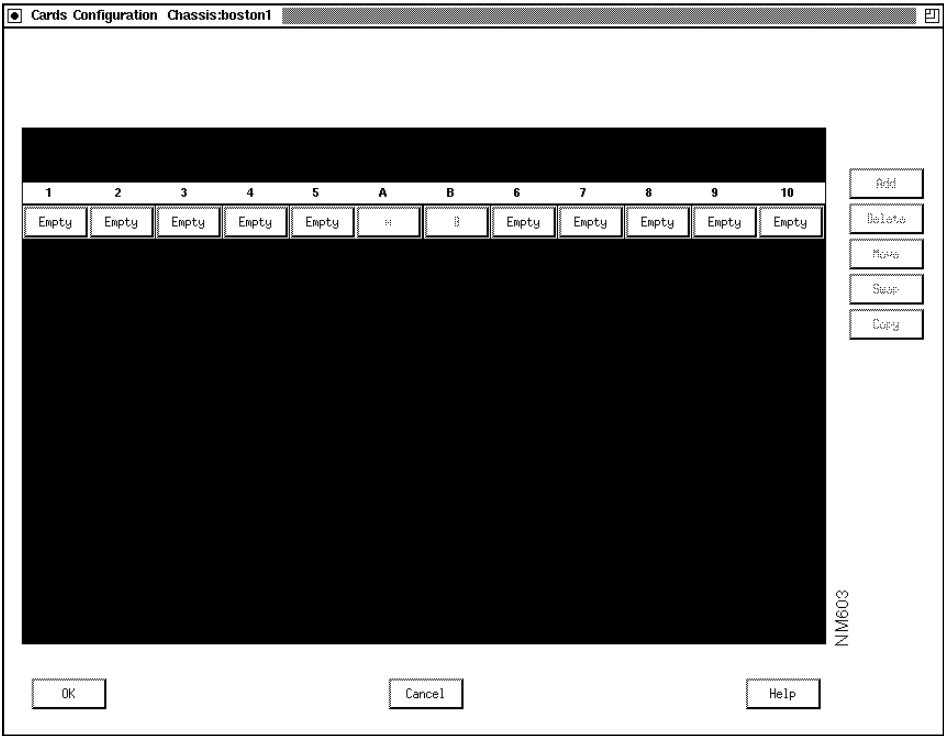 Cards Configuration Chassis:boston1
1 2 3 4 5 A B 6 7 8 9 10
Empty Empty Empty Empty Empty B Empty Empty Empty Empty Empty
Add
Delete
Move
Swap
Copy
NM603
OK Cancel Help